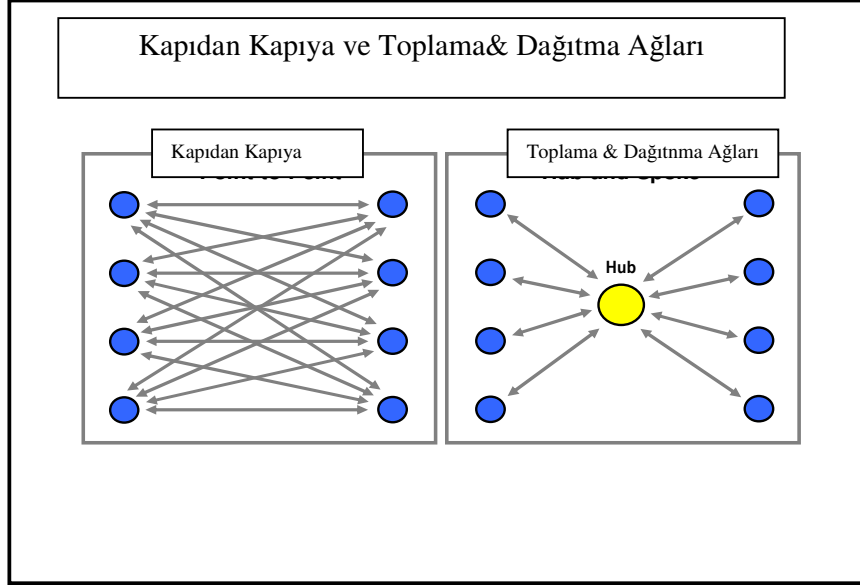 Kapıdan Kapıya ve Toplama& Dağıtma Ağları
Kapıdan Kapıya
Toplama & Dağıtnma Ağları
Hub